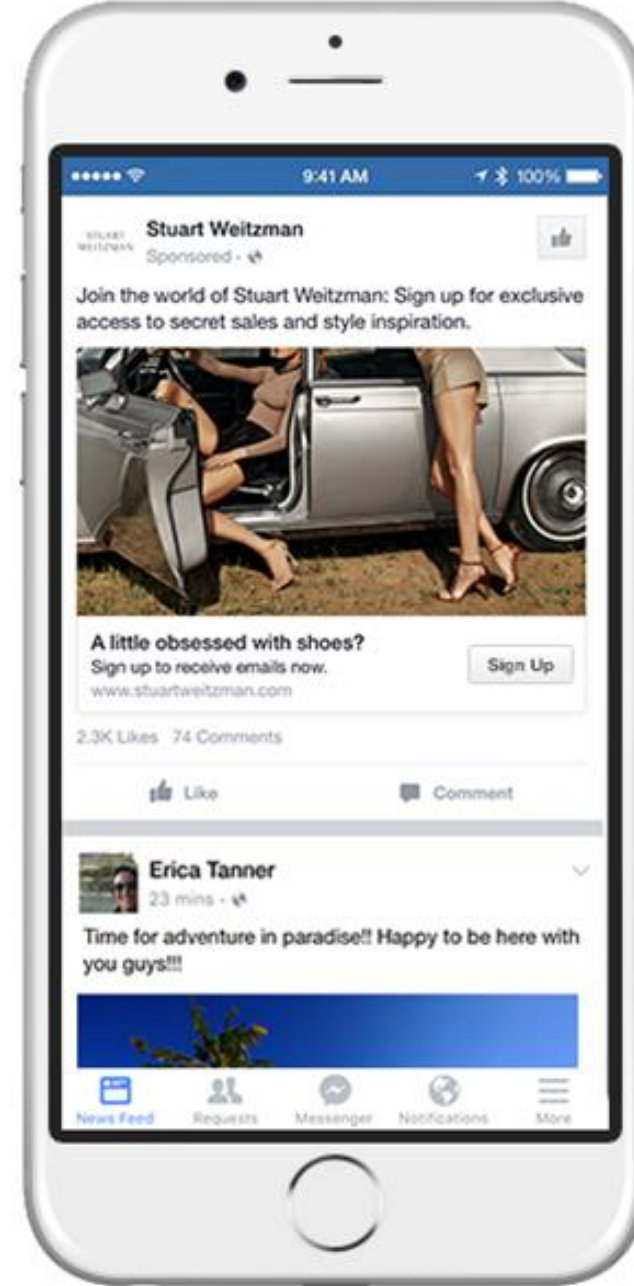 9:41 AM
100%
STUART
WEITZMAN
Stuart Weitzman
Sponsored
Join the world of Stuart Weitzman: Sign up for exclusive
access to secret sales and style inspiration.
A little obsessed with shoes?
Sign up to receive emails now.
www.stuartweitzman.com
Sign Up
2.3K Likes 74 Comments
Like
Comment
Erica Tanner
23 mins
Time for adventure in paradise!! Happy to be here with
you guys!!!
News Feed
Requests
Messenger
Notifications
More